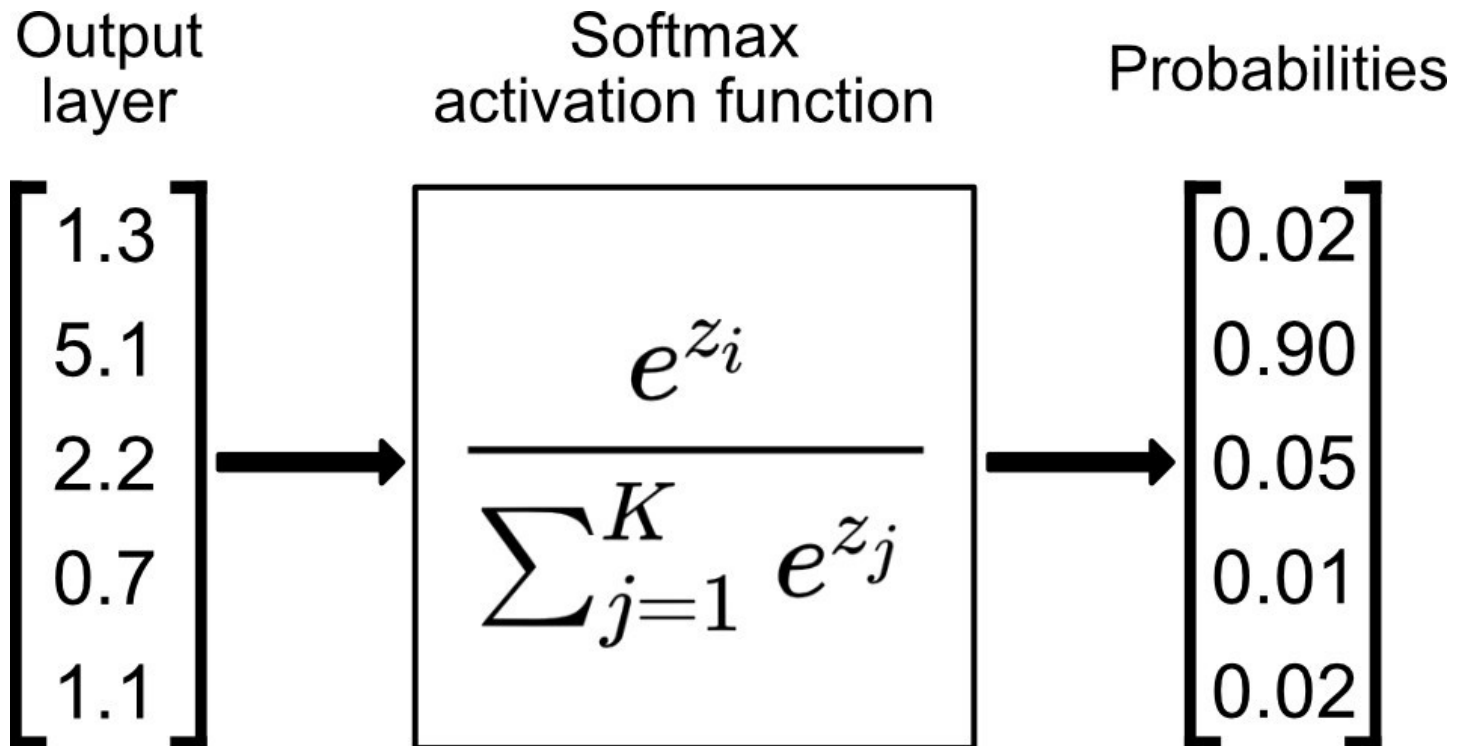 Output
layer
Softmax
activation function
Probabilities
1.3
5.1
2.2
0.7
1.1
e^{z_i}
∑_{j=1}^{K} e^{z_j}
0.02
0.90
0.05
0.01
0.02